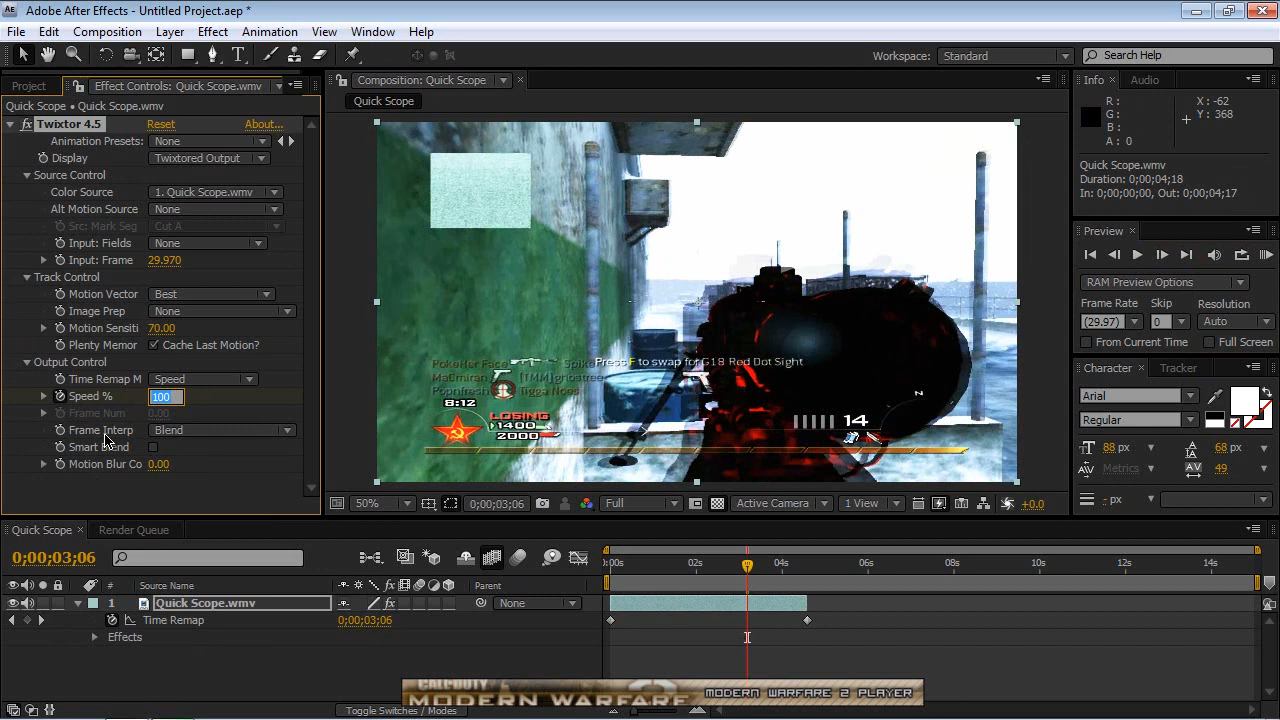 Adobe After Effects - Untitled Project.aep *
File Edit Composition Layer Effect Animation View Window Help
Workspace: Standard Search Help
Project Effect Controls: Quick Scope.wmv
Quick Scope • Quick Scope.wmv
fx Twixtor 4.5 Reset About...
Animation Presets: None
Display Twixtored Output
Source Control
Color Source 1. Quick Scope.wmv
Alt Motion Source None
Src: Mark Seg Cut A
Input: Fields None
Input: Frame 29.970
Track Control
Motion Vector Best
Image Prep None
Motion Sensiti 70.00
Plenty Memor Cache Last Motion?
Output Control
Time Remap M Speed
Speed % 100
Frame Num 0.00
Frame Interp Blend
Smart Blend
Motion Blur Co 0.00
Composition: Quick Scope
Quick Scope
Press F to swap for G18 Red Dot Sight
8:12
LOSING
1400
2000
N
14
50% 0;00;03;06 Full Active Camera 1 View +0.0
Info Audio
R :
G :
B :
A : 0
X : -62
Y : 368
Quick Scope.wmv
Duration: 0;00;04;18
In: 0;00;00;00, Out: 0;00;04;17
Preview
RAM Preview Options
Frame Rate Skip Resolution
(29.97) 0 Auto
From Current Time Full Screen
Character Tracker
Arial
Regular
88 px 68 px
Metrics 49
- px
Quick Scope Render Queue
0;00;03;06
:00s 02s 04s 06s 08s 10s 12s 14s
# Source Name Parent
1 Quick Scope.wmv None
Time Remap 0;00;03;06
Effects
Toggle Switches / Modes
CALL OF DUTY
MODERN WARFARE 2
MODERN WARFARE 2 PLAYER